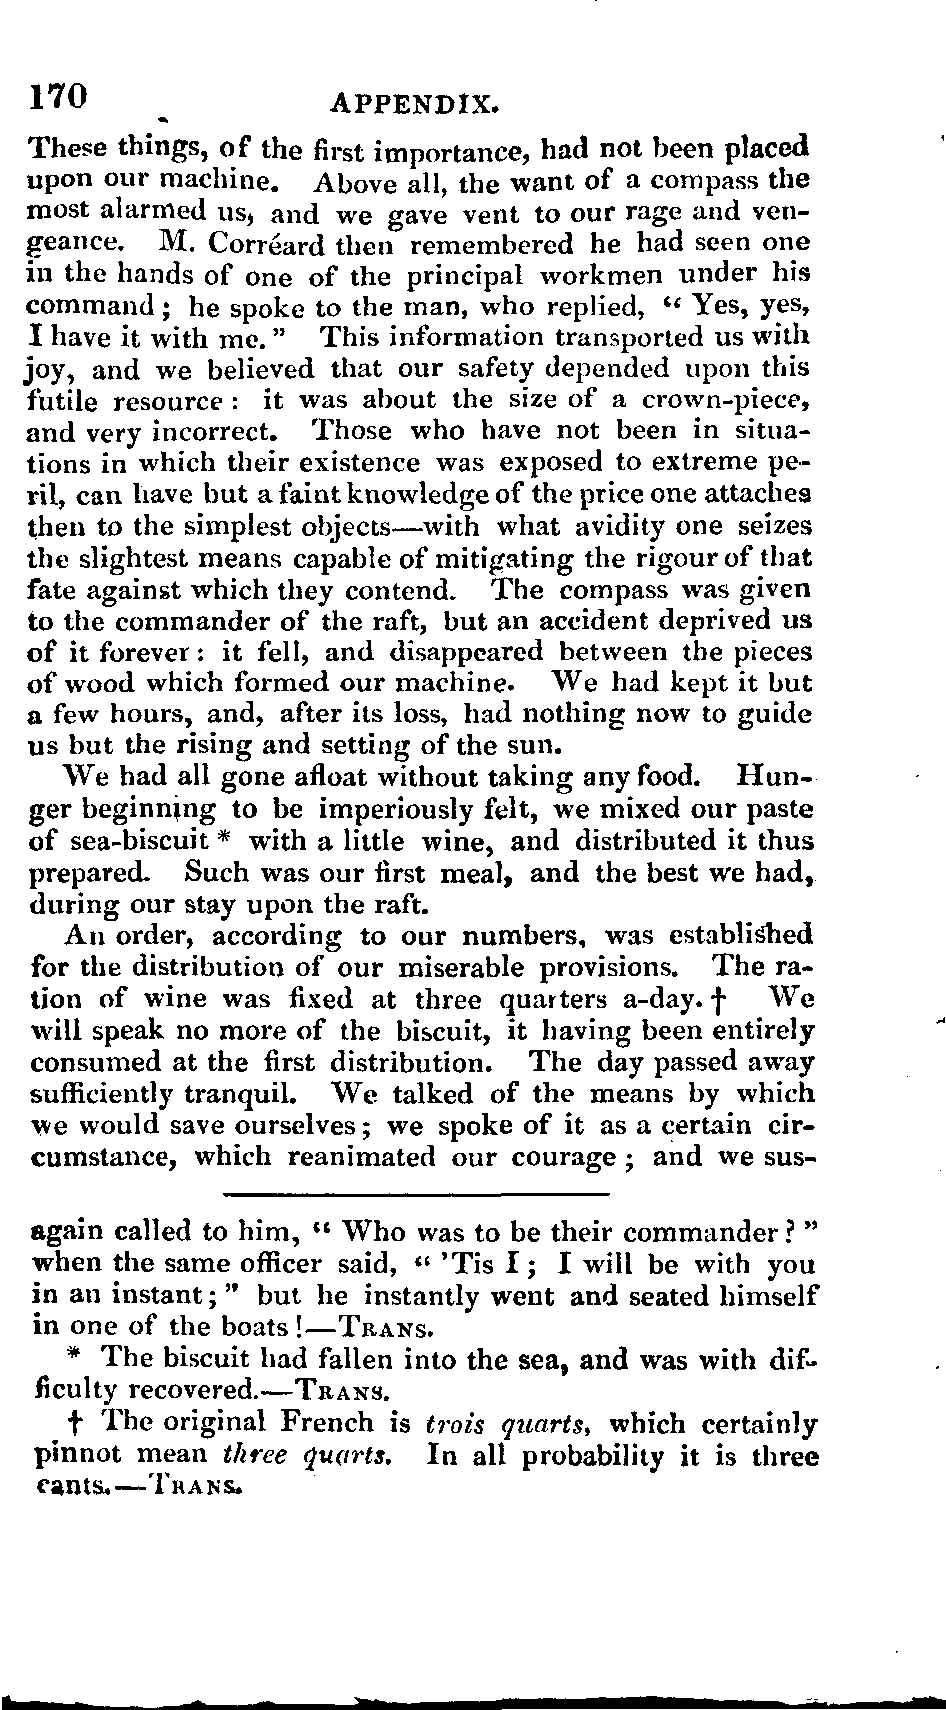 170 APPENDIX.
These things, of the first importance, had not been placed
upon our machine. Above all, the want of a compass the
most alarmed us, and we gave vent to our rage and ven-
geance. M. Corréard then remembered he had seen one
in the hands of one of the principal workmen under his
command; he spoke to the man, who replied, “Yes, yes,
I have it with me.” This information transported us with
joy, and we believed that our safety depended upon this
futile resource: it was about the size of a crown-piece,
and very incorrect. Those who have not been in situa-
tions in which their existence was exposed to extreme pe-
ril, can have but a faint knowledge of the price one attaches
then to the simplest objects—with what avidity one seizes
the slightest means capable of mitigating the rigour of that
fate against which they contend. The compass was given
to the commander of the raft, but an accident deprived us
of it forever: it fell, and disappeared between the pieces
of wood which formed our machine. We had kept it but
a few hours, and, after its loss, had nothing now to guide
us but the rising and setting of the sun.
We had all gone afloat without taking any food. Hun-
ger beginning to be imperiously felt, we mixed our paste
of sea-biscuit * with a little wine, and distributed it thus
prepared. Such was our first meal, and the best we had,
during our stay upon the raft.
An order, according to our numbers, was established
for the distribution of our miserable provisions. The ra-
tion of wine was fixed at three quarters a-day. † We
will speak no more of the biscuit, it having been entirely
consumed at the first distribution. The day passed away
sufficiently tranquil. We talked of the means by which
we would save ourselves; we spoke of it as a certain cir-
cumstance, which reanimated our courage; and we sus-
again called to him, “Who was to be their commander?”
when the same officer said, “’Tis I; I will be with you
in an instant;” but he instantly went and seated himself
in one of the boats!—TRANS.
* The biscuit had fallen into the sea, and was with dif-
ficulty recovered.—TRANS.
† The original French is trois quarts, which certainly
pinnot mean three quarts. In all probability it is three
cants.—TRANS.